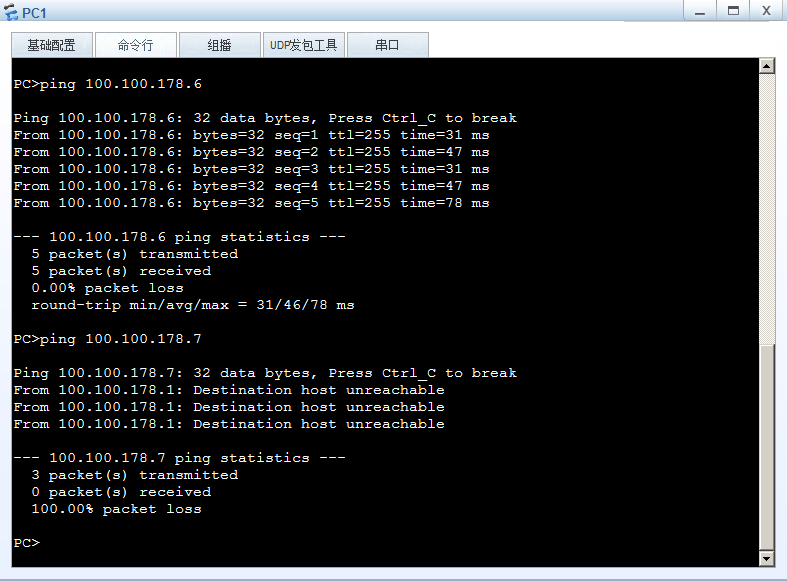 PC1
X
基础配置 命令行 组播 UDP发包工具 串口
PC>ping 100.100.178.6
Ping 100.100.178.6: 32 data bytes, Press Ctrl_C to break
From 100.100.178.6: bytes=32 seq=1 ttl=255 time=31 ms
From 100.100.178.6: bytes=32 seq=2 ttl=255 time=47 ms
From 100.100.178.6: bytes=32 seq=3 ttl=255 time=31 ms
From 100.100.178.6: bytes=32 seq=4 ttl=255 time=47 ms
From 100.100.178.6: bytes=32 seq=5 ttl=255 time=78 ms
--- 100.100.178.6 ping statistics ---
5 packet(s) transmitted
5 packet(s) received
0.00% packet loss
round-trip min/avg/max = 31/46/78 ms
PC>ping 100.100.178.7
Ping 100.100.178.7: 32 data bytes, Press Ctrl_C to break
From 100.100.178.1: Destination host unreachable
From 100.100.178.1: Destination host unreachable
From 100.100.178.1: Destination host unreachable
--- 100.100.178.7 ping statistics ---
3 packet(s) transmitted
0 packet(s) received
100.00% packet loss
PC>